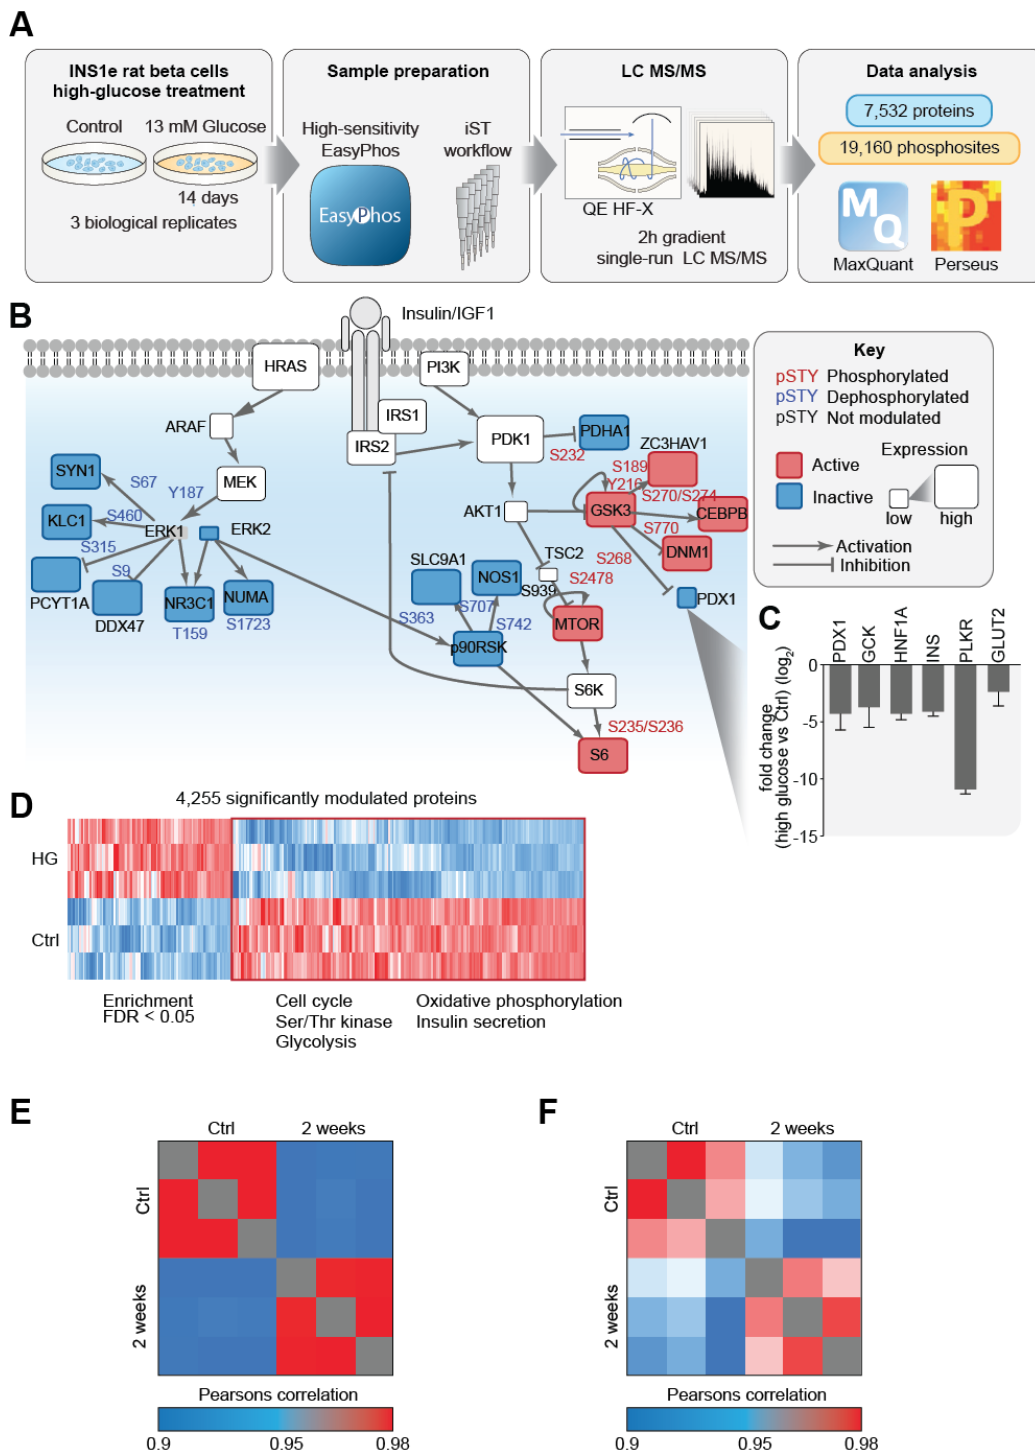 A
INS1e rat beta cells
high-glucose treatment
Control
13 mM Glucose
14 days
3 biological replicates
Sample preparation
High-sensitivity
EasyPhos
iST
workflow
EasyPhos
LC MS/MS
QE HF-X
2h gradient
single-run LC MS/MS
Data analysis
7,532 proteins
19,160 phosphosites
MQ
P
MaxQuant
Perseus
B
Insulin/IGF1
HRAS
PI3K
ARAF
IRS1
IRS2
PDK1
PDHA1
ZC3HAV1
S232
S189
Y216
S270/S274
SYN1
S67
MEK
Y187
KLC1
S460
ERK1
ERK2
AKT1
GSK3
CEBPB
S770
DNM1
S315
S9
PCYT1A
DDX47
NR3C1
T159
NUMA
S1723
SLC9A1
NOS1
TSC2
S268
S939
S2478
PDX1
S363
S707
S742
MTOR
p90RSK
S6K
S235/S236
S6
Key
pSTY Phosphorylated
pSTY Dephosphorylated
pSTY Not modulated
Active
Inactive
Expression
low
high
Activation
Inhibition
C
PDX1
GCK
HNF1A
INS
PLKR
GLUT2
fold change
(high glucose vs Ctrl) (log2)
0
-5
-10
-15
D
4,255 significantly modulated proteins
HG
Ctrl
Enrichment
FDR < 0.05
Cell cycle
Ser/Thr kinase
Glycolysis
Oxidative phosphorylation
Insulin secretion
E
Ctrl
2 weeks
Ctrl
2 weeks
Pearsons correlation
0.9
0.95
0.98
F
Ctrl
2 weeks
Ctrl
2 weeks
Pearsons correlation
0.9
0.95
0.98